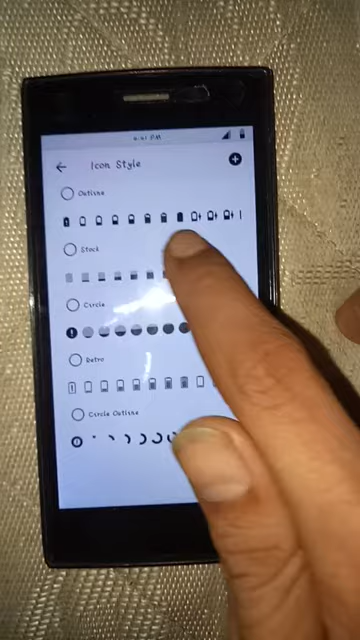 Icon Style
Outline
Stock
Circle
Retro
Circle Outline